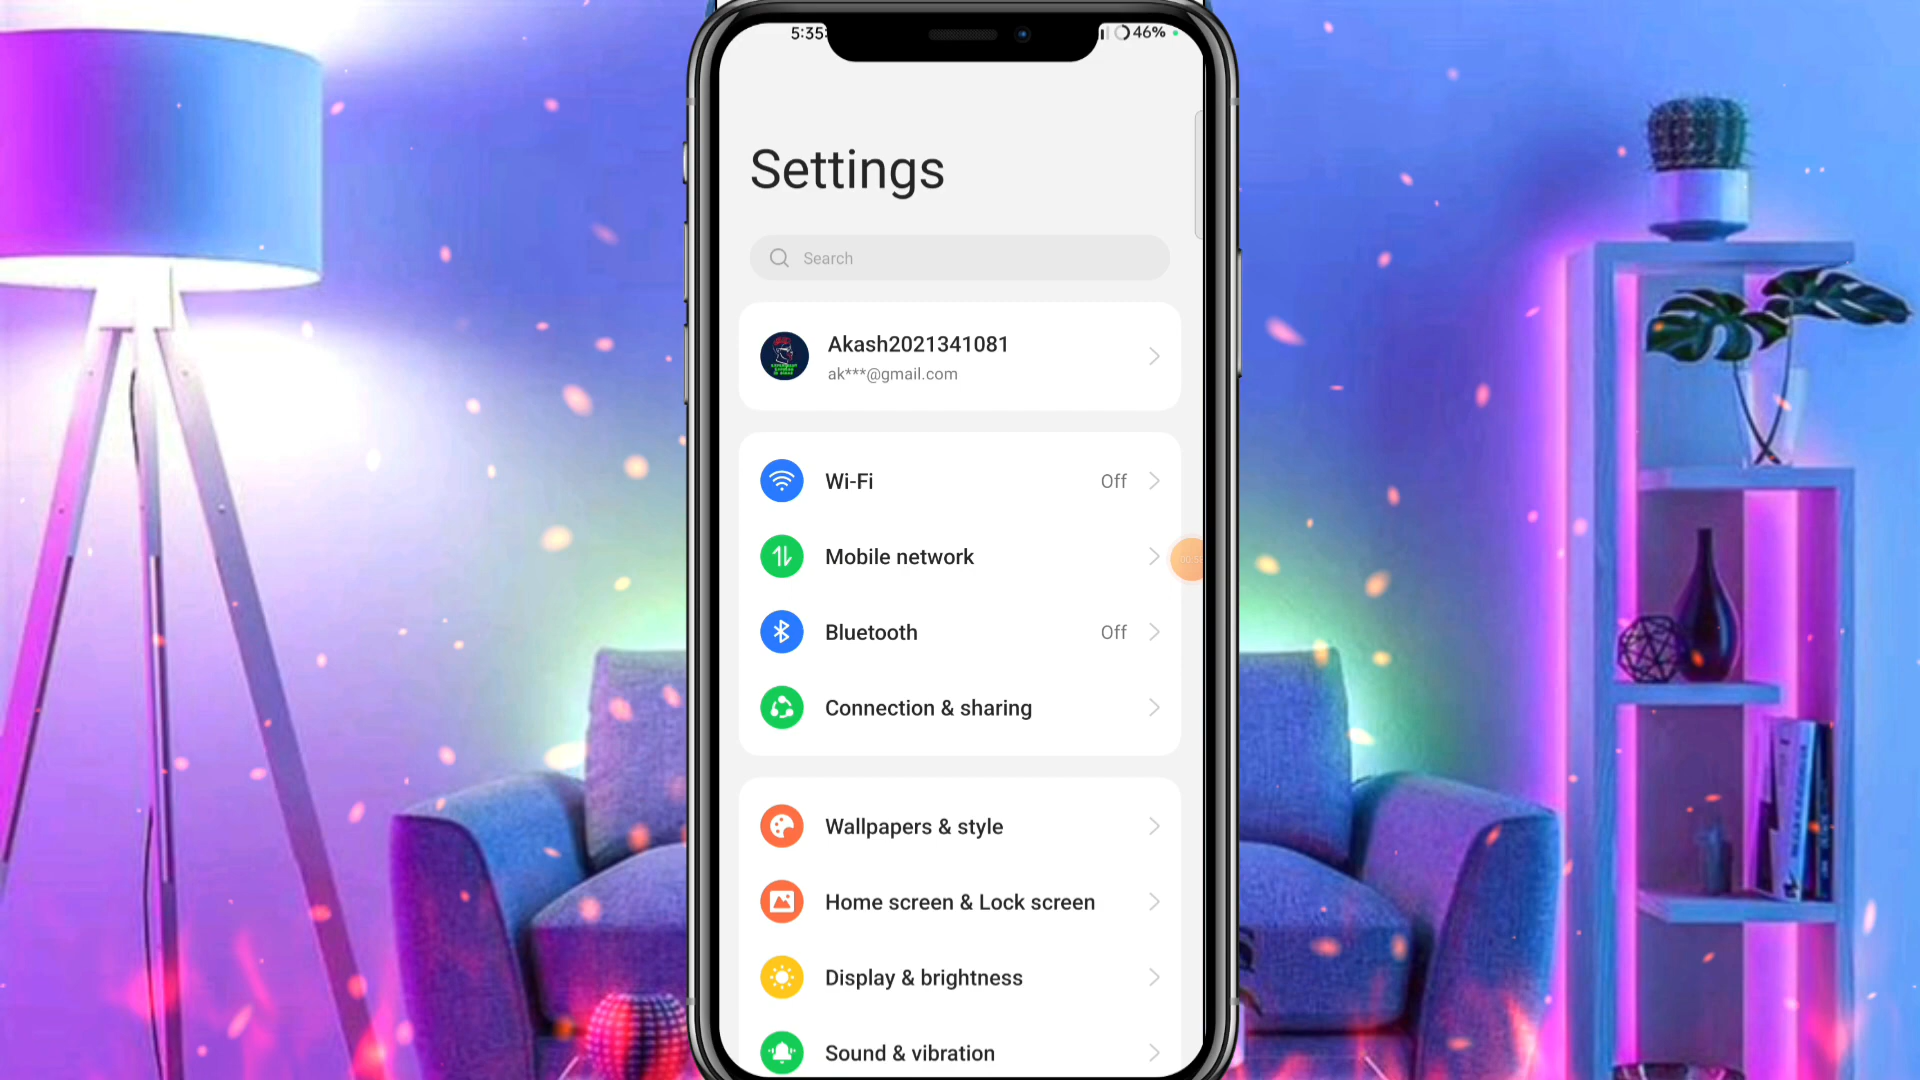 5:35
46%
Settings
Search
Akash2021341081
ak***@gmail.com
Wi-Fi Off
Mobile network
Bluetooth Off
Connection & sharing
Wallpapers & style
Home screen & Lock screen
Display & brightness
Sound & vibration